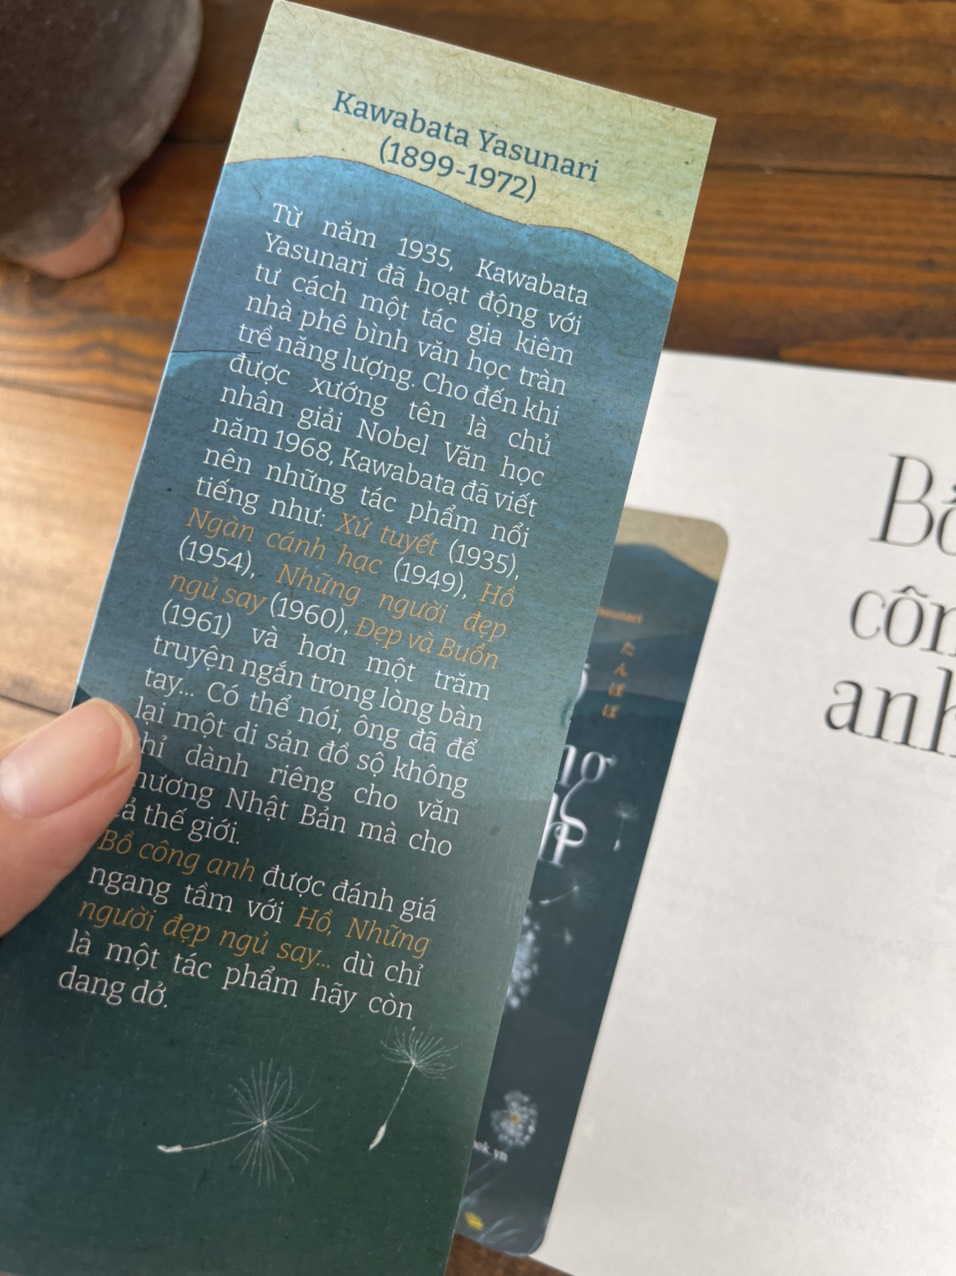 Kawabata Yasunari
(1899-1972)
Từ năm 1935, Kawabata
Yasunari đã hoạt động với
tư cách một tác gia kiêm
nhà phê bình văn học tràn
trề năng lượng. Cho đến khi
được xướng tên là chủ
nhân giải Nobel Văn học
năm 1968, Kawabata đã viết
nên những tác phẩm nổi
tiếng như: Xứ tuyết (1935),
Ngàn cánh hạc (1949), Hồ
(1954), Những người đẹp
ngủ say (1960), Đẹp và Buồn
(1961) và hơn một trăm
truyện ngắn trong lòng bàn
tay... Có thể nói, ông đã để
lại một di sản đồ sộ không
dành riêng cho văn
Nhật Bản mà cho
thế giới.
Bồ công anh được đánh giá
ngang tầm với Hồ, Những
người đẹp ngủ say... dù chỉ
là một tác phẩm hãy còn
dang dở.
たんぽぽ
anh